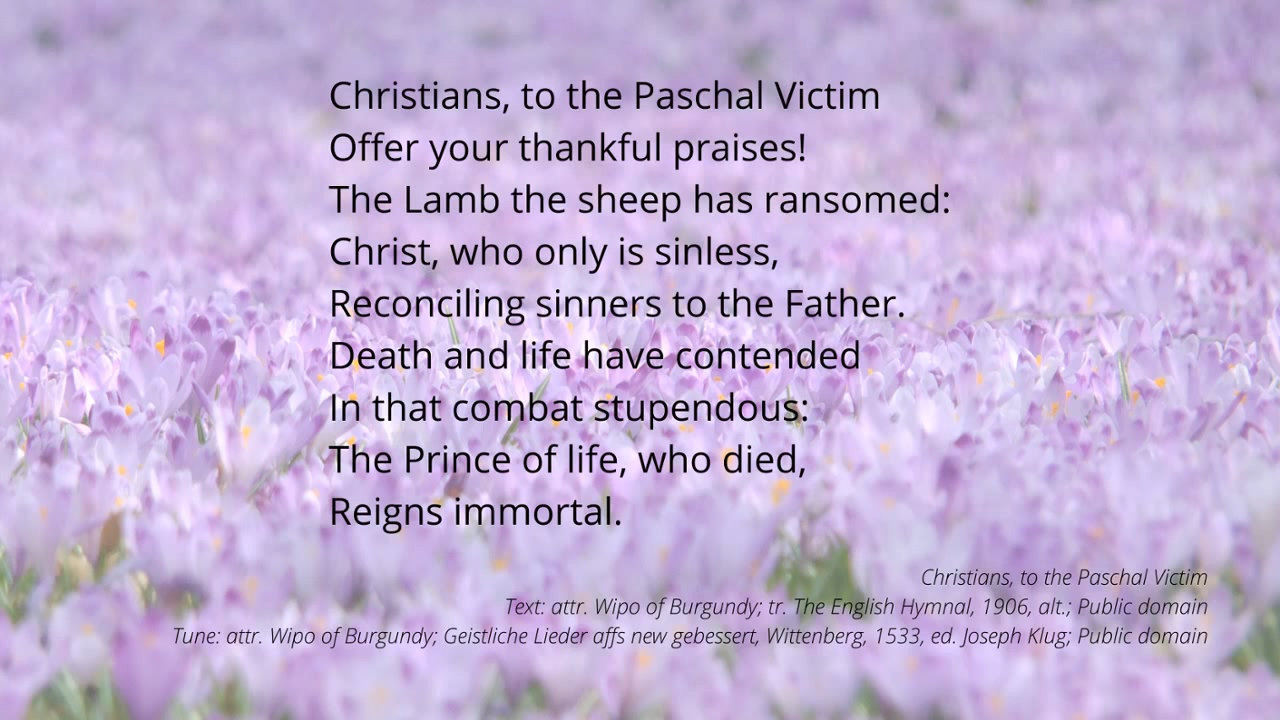 Christians, to the Paschal Victim
Offer your thankful praises!
The Lamb the sheep has ransomed:
Christ, who only is sinless,
Reconciling sinners to the Father.
Death and life have contended
In that combat stupendous:
The Prince of life, who died,
Reigns immortal.
Christians, to the Paschal Victim
Text: attr. Wipo of Burgundy; tr. The English Hymnal, 1906, alt.; Public domain
Tune: attr. Wipo of Burgundy; Geistliche Lieder affs new gebessert, Wittenberg, 1533, ed. Joseph Klug; Public domain